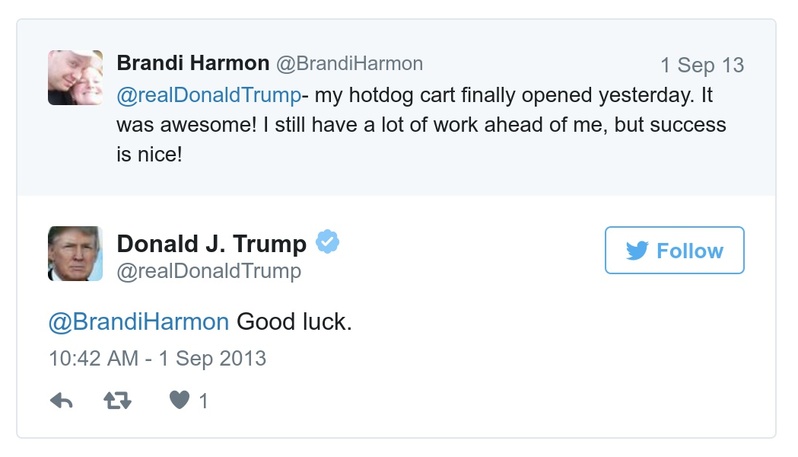 Brandi Harmon @BrandiHarmon 1 Sep 13
@realDonaldTrump- my hotdog cart finally opened yesterday. It
was awesome! I still have a lot of work ahead of me, but success
is nice!
Donald J. Trump
@realDonaldTrump
Follow
@BrandiHarmon Good luck.
10:42 AM - 1 Sep 2013
1